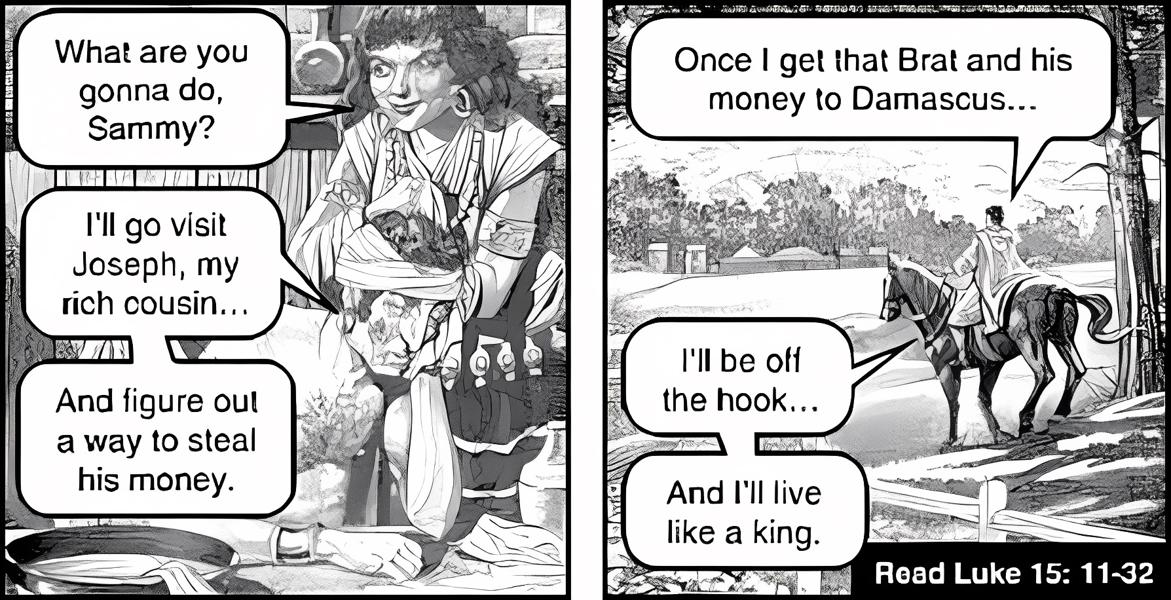 What are you
gonna do,
Sammy?
I'll go visit
Joseph, my
rich cousin...
And figure out
a way to steal
his money.
Once I get that Brat and his
money to Damascus...
I'll be off
the hook...
And I'll live
like a king.
Read Luke 15: 11-32